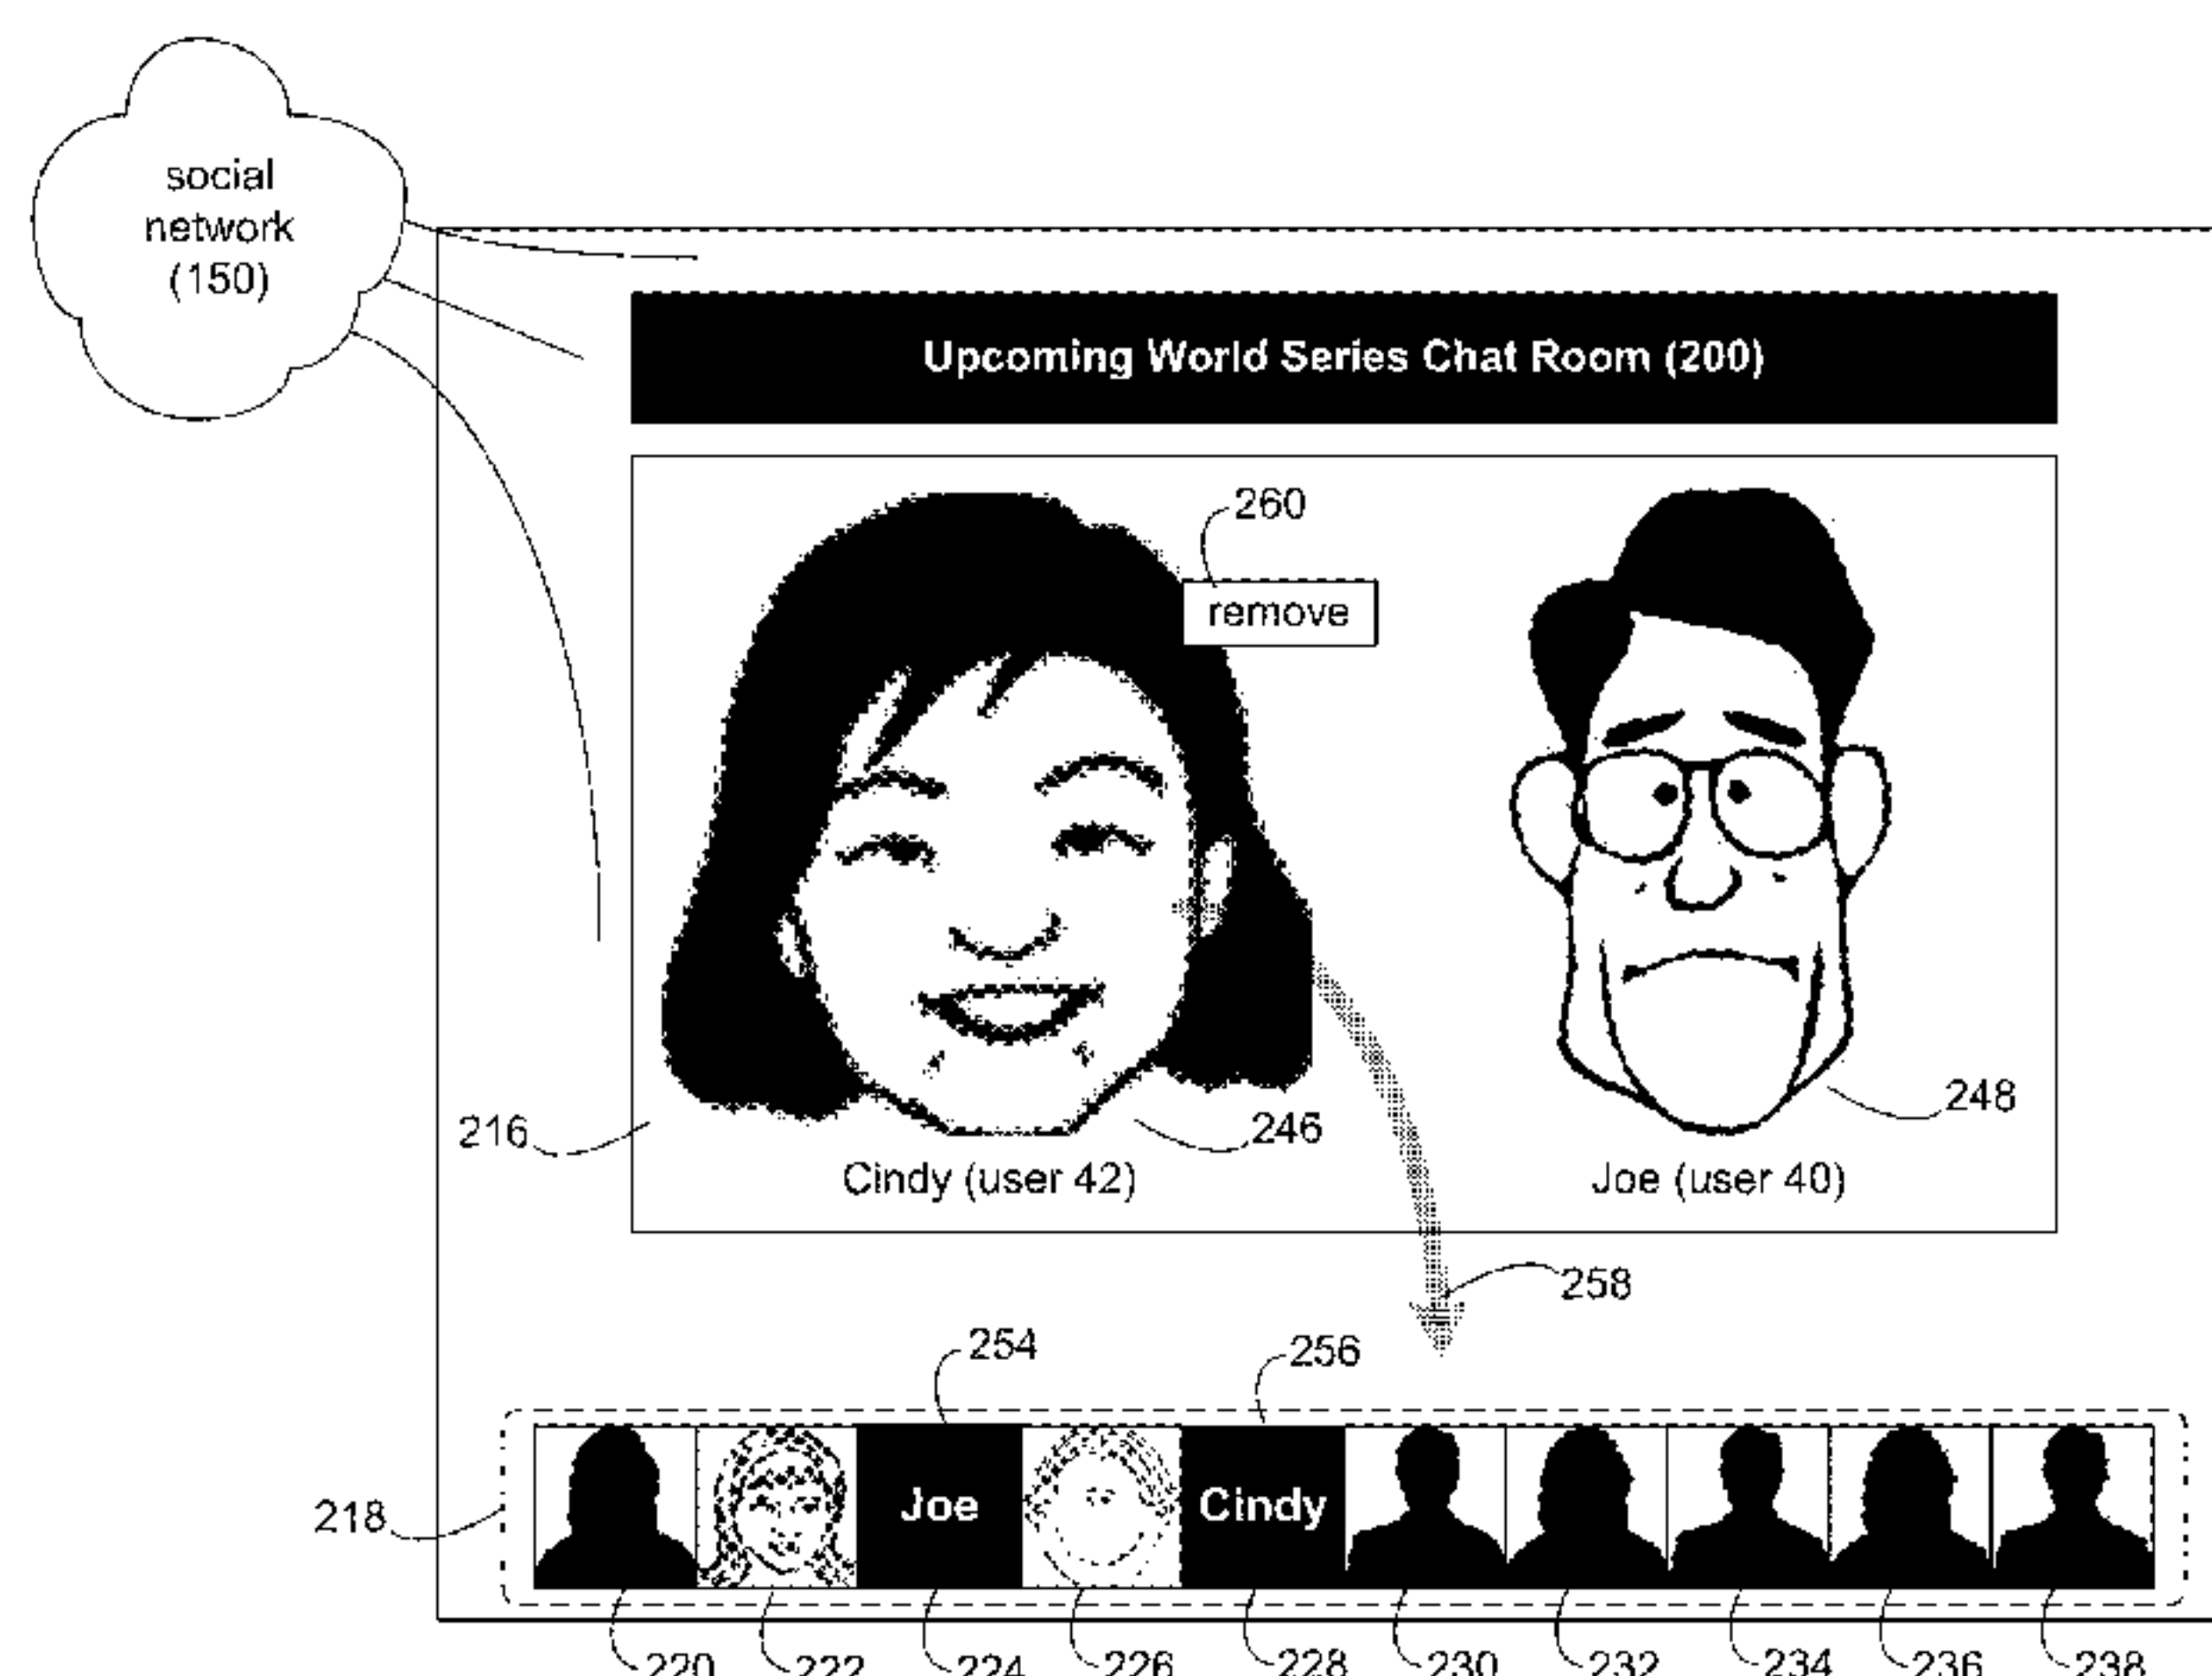 social
network
(150)
Upcoming World Series Chat Room (200)
260
remove
248
216
246
Cindy (user 42)
Joe (user 40)
258
254
256
Joe
Cindy
218
220
222
224
226
228
230
232
234
236
238